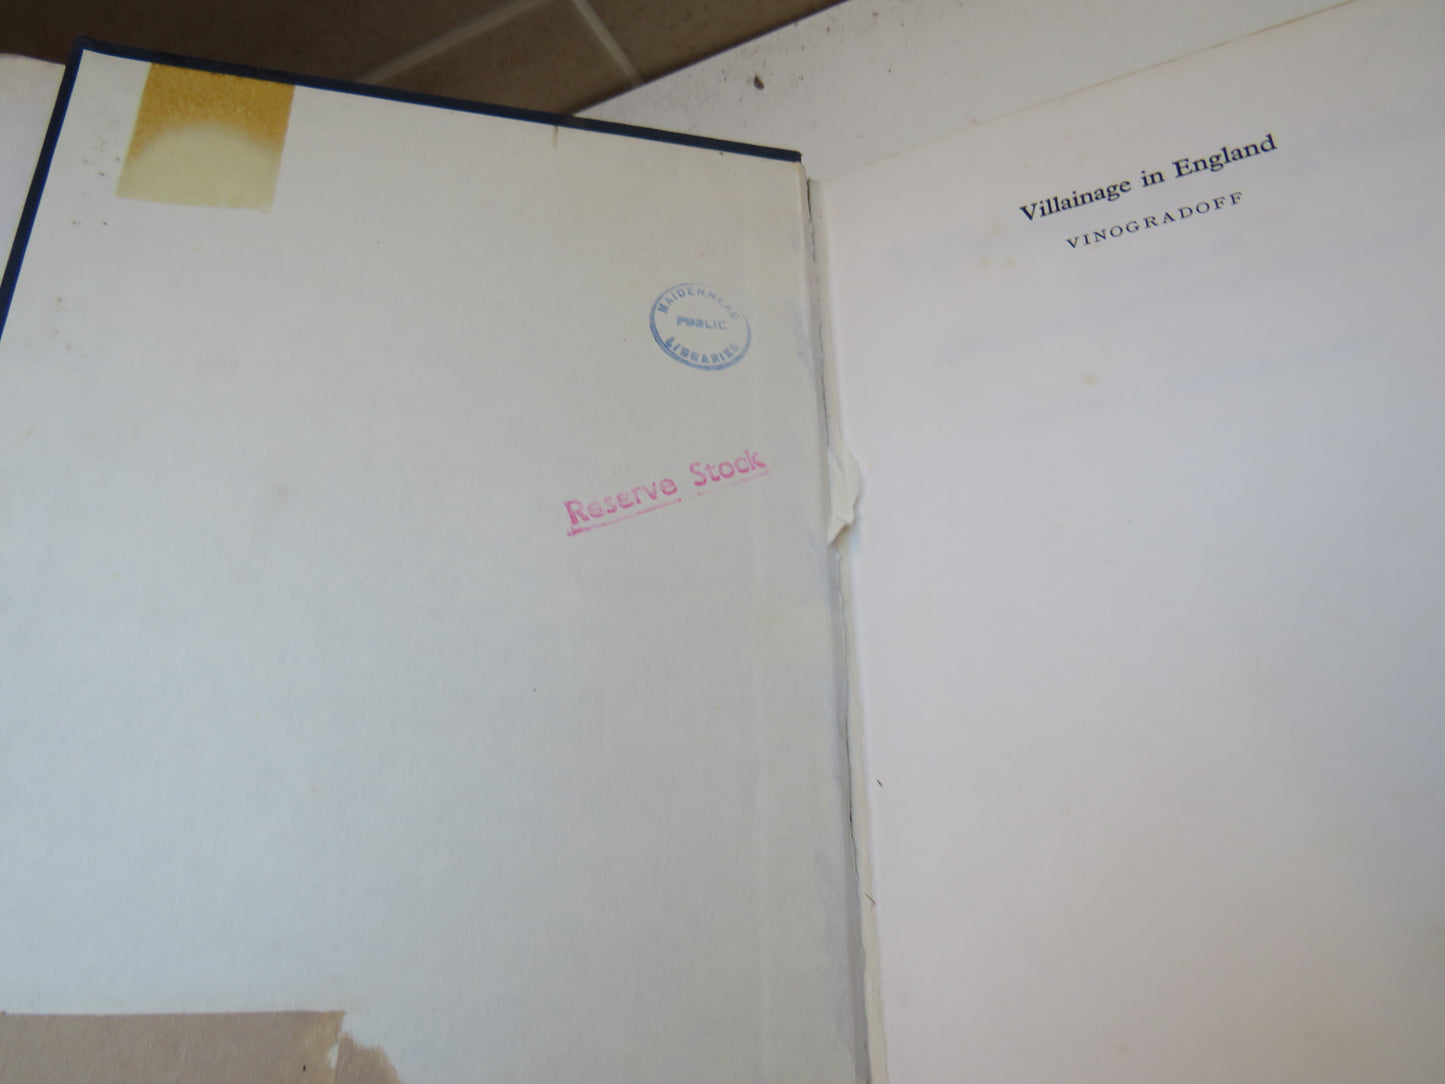 MAIDENHEAD
PUBLIC
LIBRARIES
Reserve Stock
Villainage in England
VINOGRADOFF